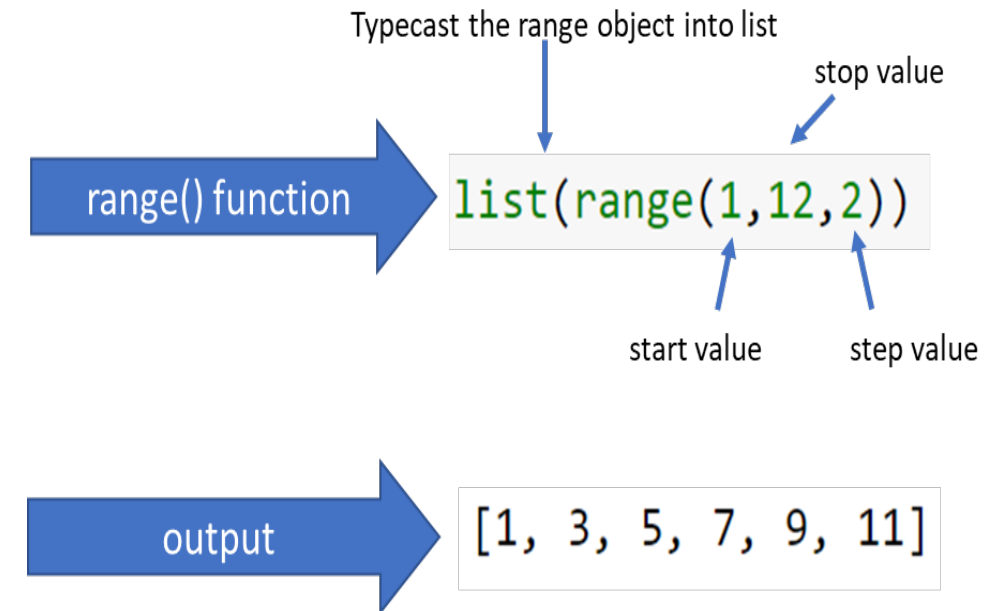 Typecast the range object into list
stop value
range() function
list(range(1,12,2))
start value
step value
output
[1, 3, 5, 7, 9, 11]